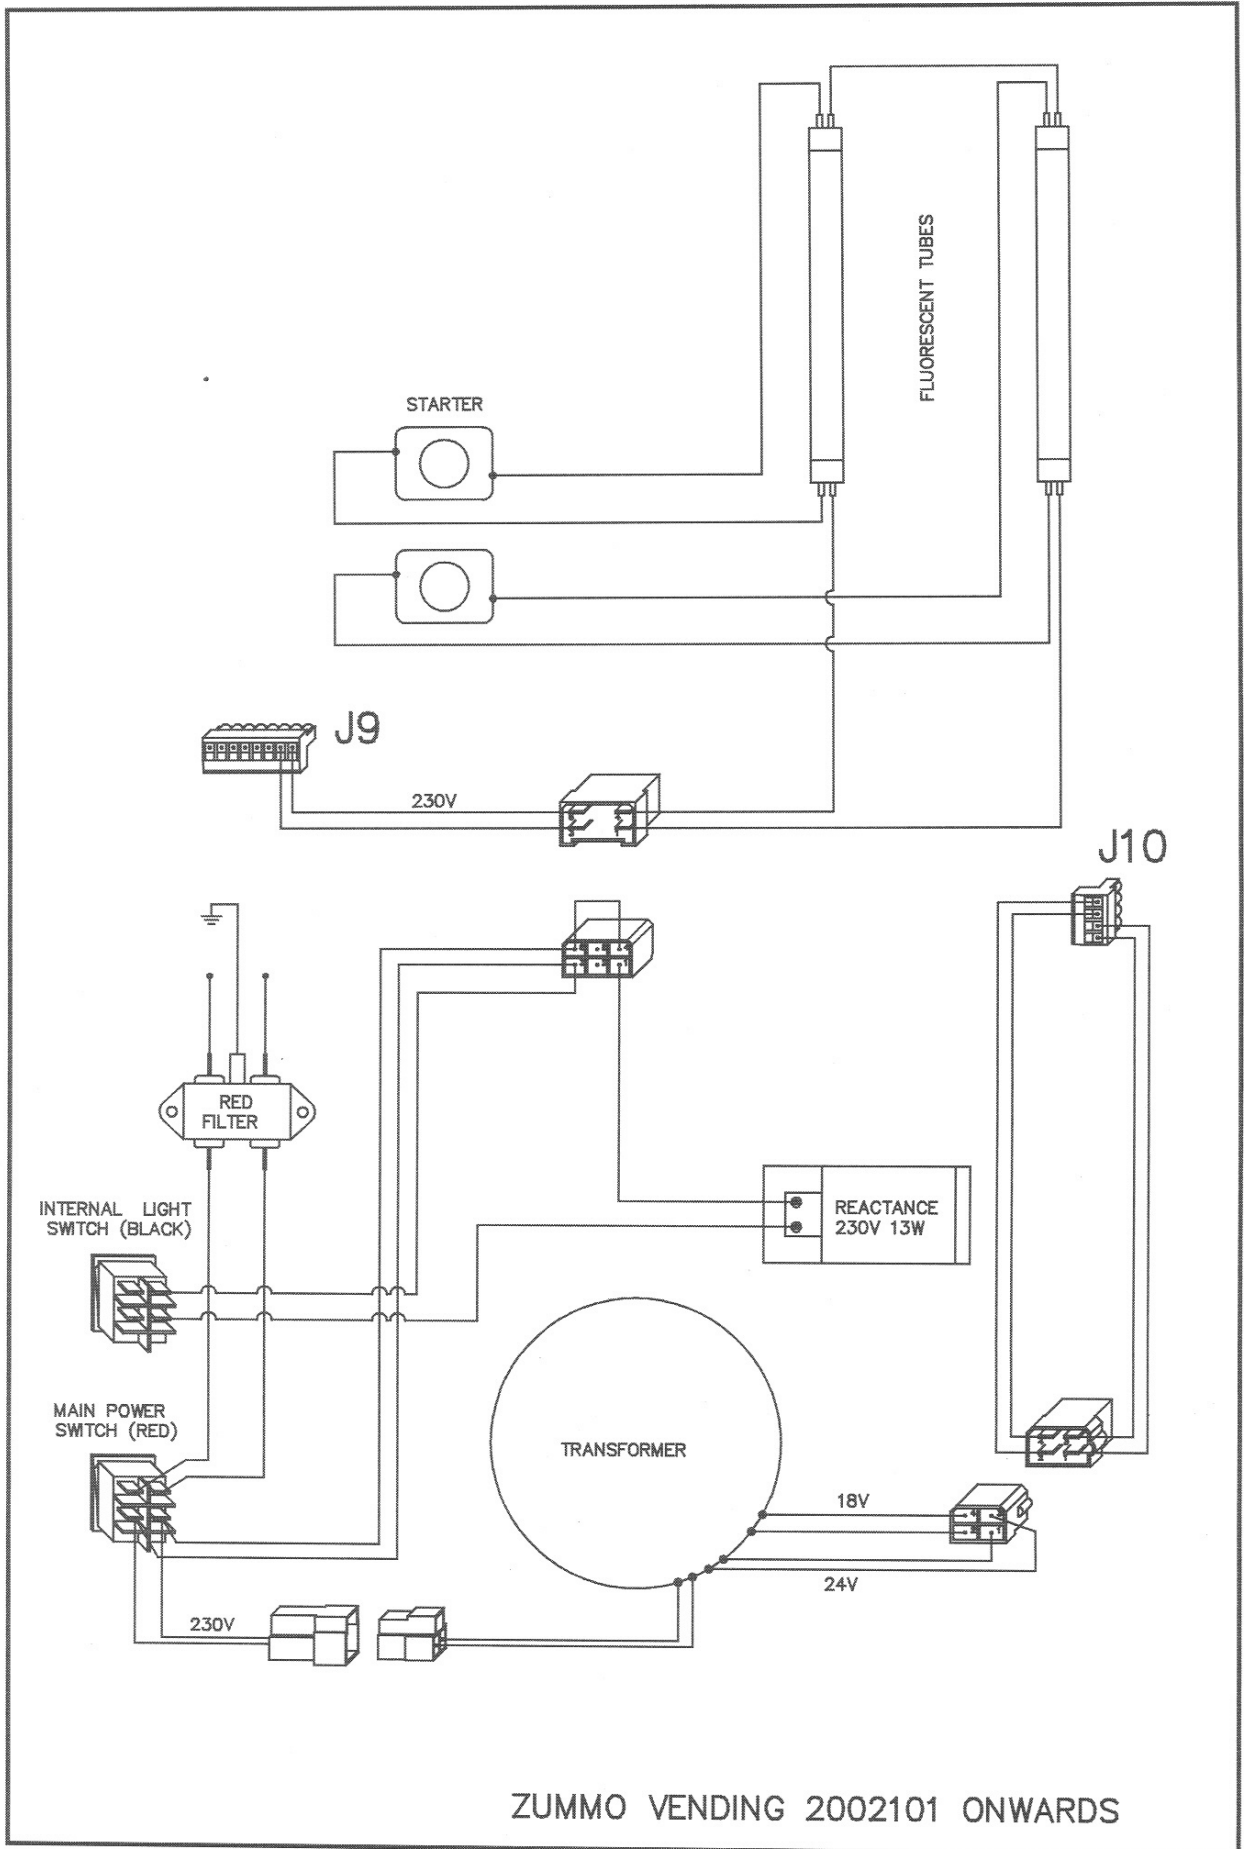 FLUORESCENT TUBES
STARTER
J9
230V
J10
RED
FILTER
INTERNAL LIGHT
SWITCH (BLACK)
REACTANCE
230V 13W
MAIN POWER
SWITCH (RED)
TRANSFORMER
18V
24V
230V
ZUMMO VENDING 2002101 ONWARDS